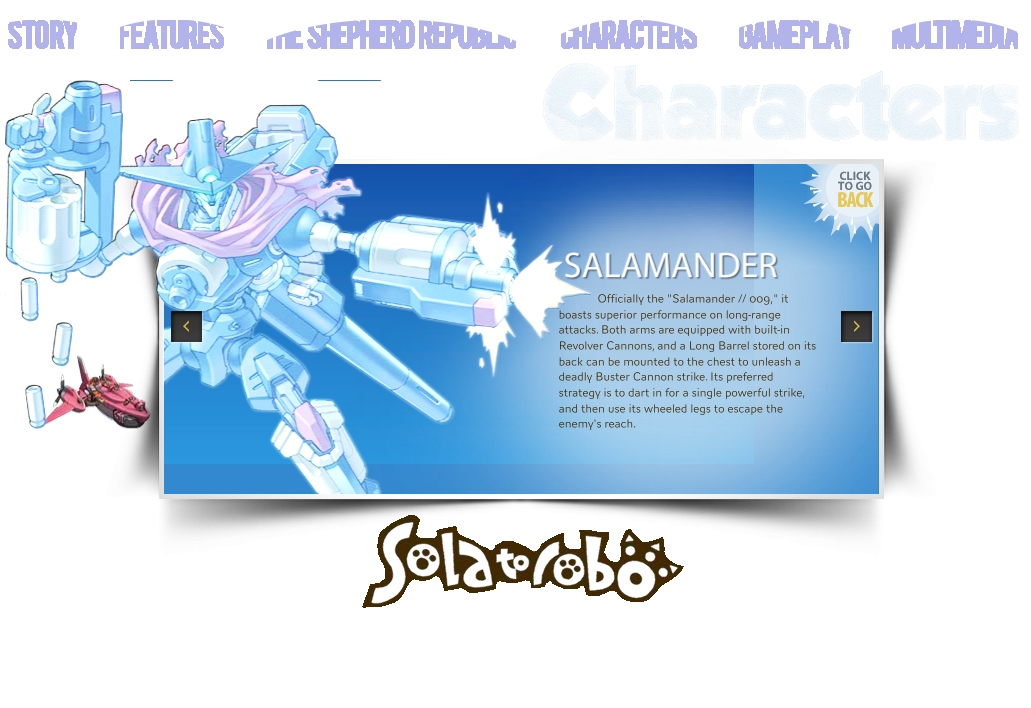 STORY FEATURES THE SHEPHERD REPUBLIC CHARACTERS GAMEPLAY MULTIMEDIA
Characters
CLICK
TO GO
BACK
SALAMANDER
Officially the "Salamander // 009," it
boasts superior performance on long-range
attacks. Both arms are equipped with built-in
Revolver Cannons, and a Long Barrel stored on its
back can be mounted to the chest to unleash a
deadly Buster Cannon strike. Its preferred
strategy is to dart in for a single powerful strike,
and then use its wheeled legs to escape the
enemy's reach.
Solatorobo